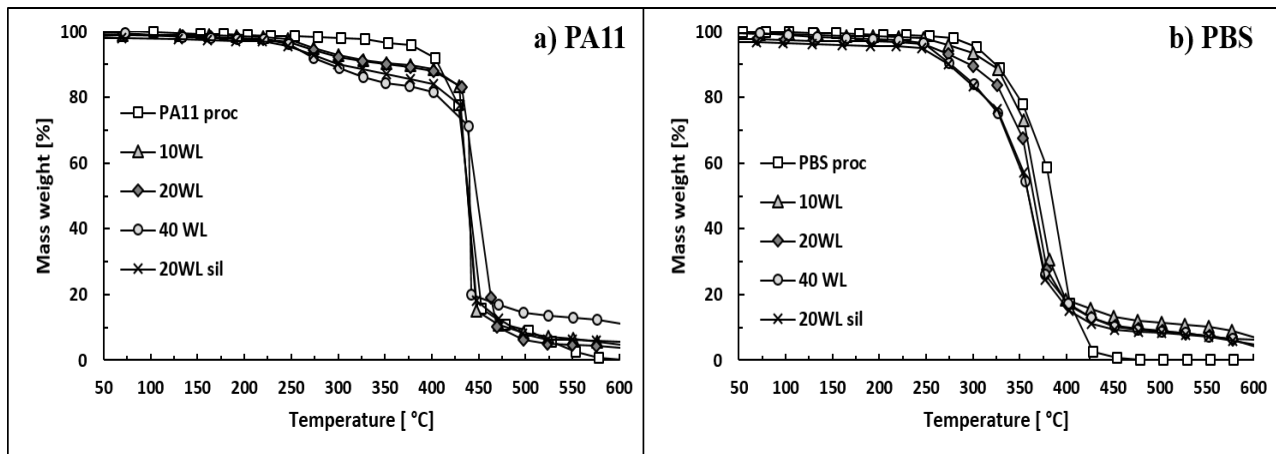 a) PA11
100
80
60
40
20
0
Mass weight [%]
PA11 proc
10WL
20WL
40 WL
20WL sil
50 100 150 200 250 300 350 400 450 500 550 600
Temperature [ °C]
b) PBS
100
80
60
40
20
0
Mass weight [%]
PBS proc
10WL
20WL
40 WL
20WL sil
50 100 150 200 250 300 350 400 450 500 550 600
Temperature [ °C]